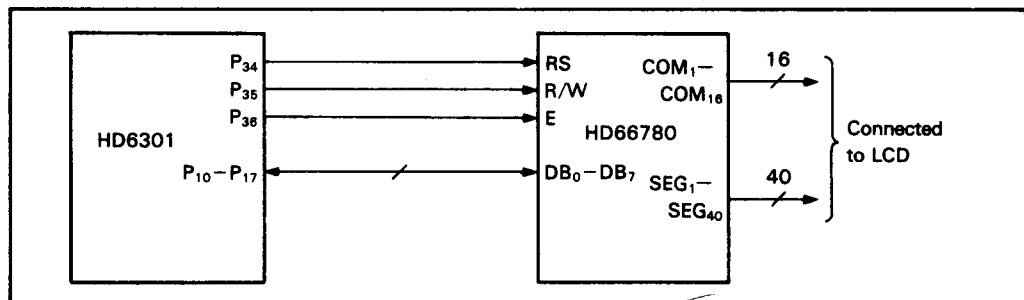 HD6301
P₃₄
P₃₅
P₃₆
P₁₀–P₁₇
RS
R/W
E
HD66780
DB₀–DB₇
COM₁–
COM₁₆
SEG₁–
SEG₄₀
16
40
Connected
to LCD